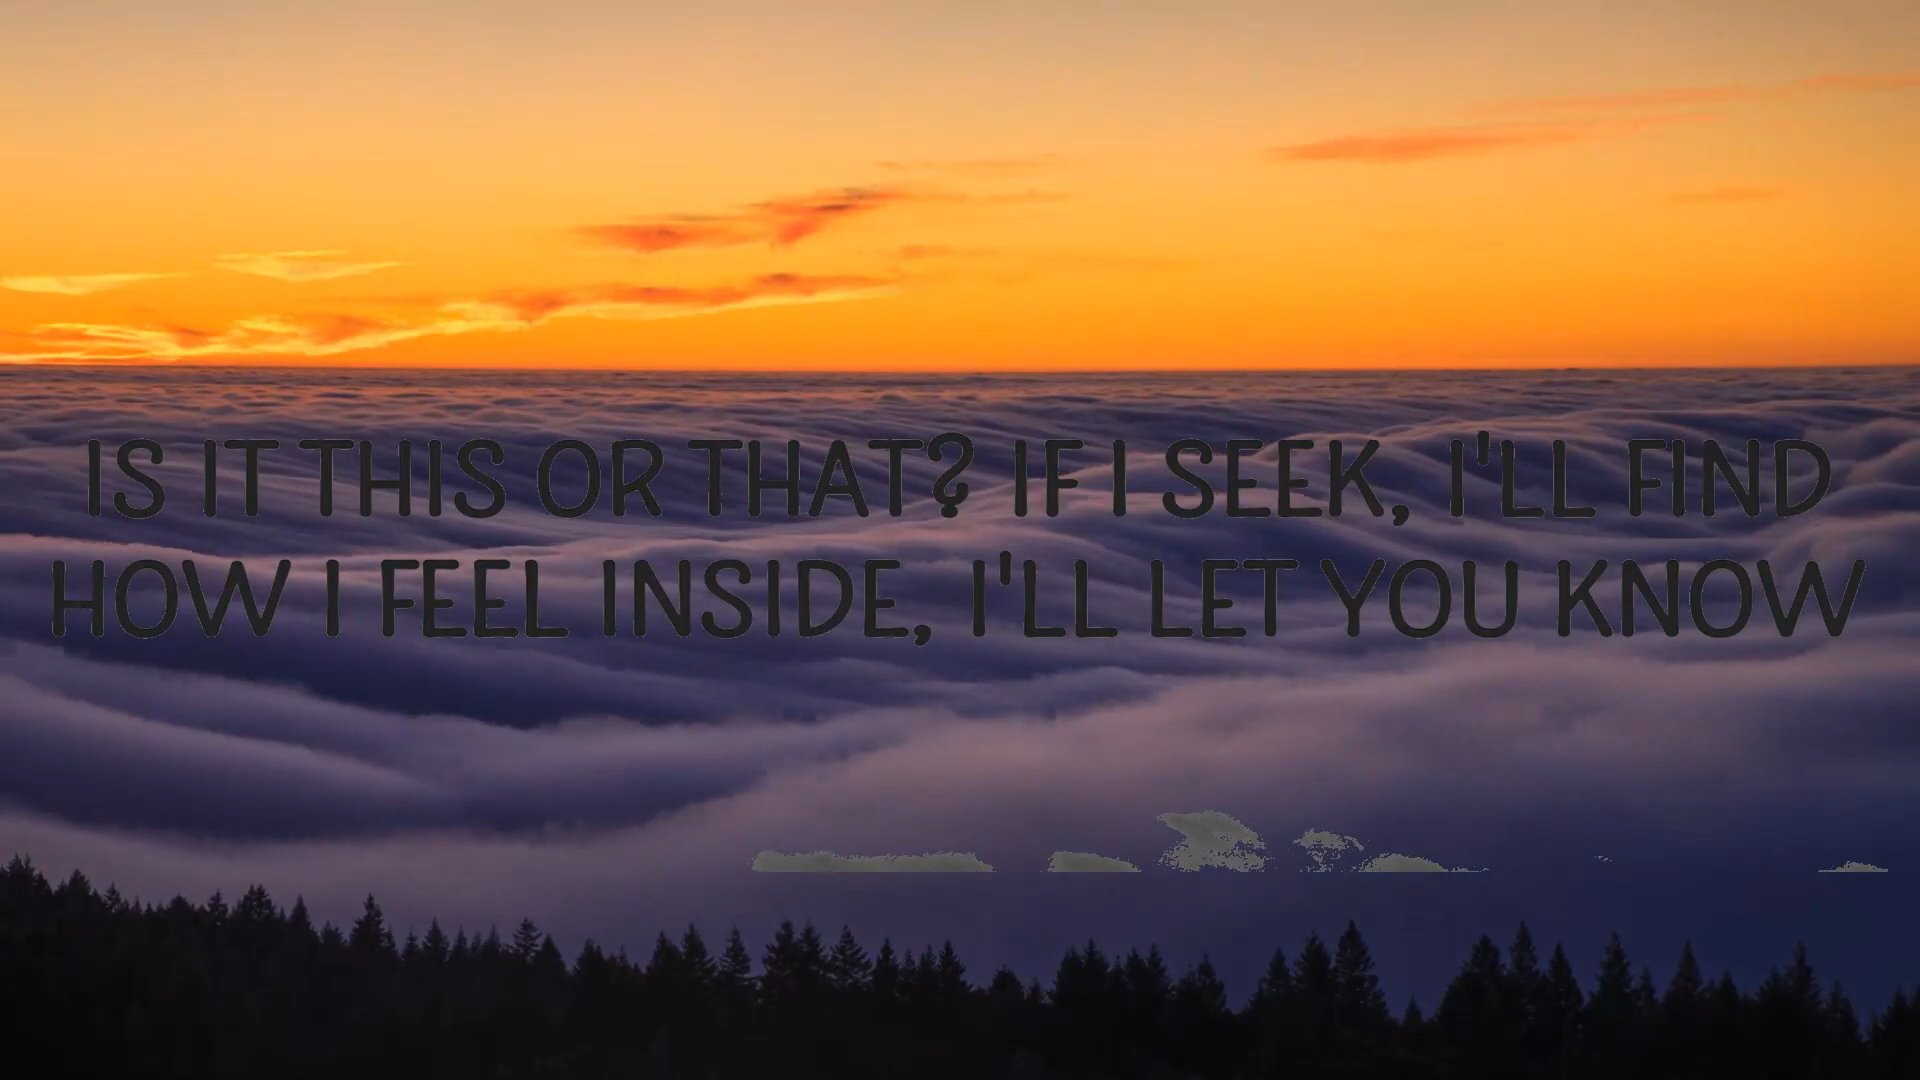 IS IT THIS OR THAT? IF I SEEK, I'LL FIND
HOW I FEEL INSIDE, I'LL LET YOU KNOW